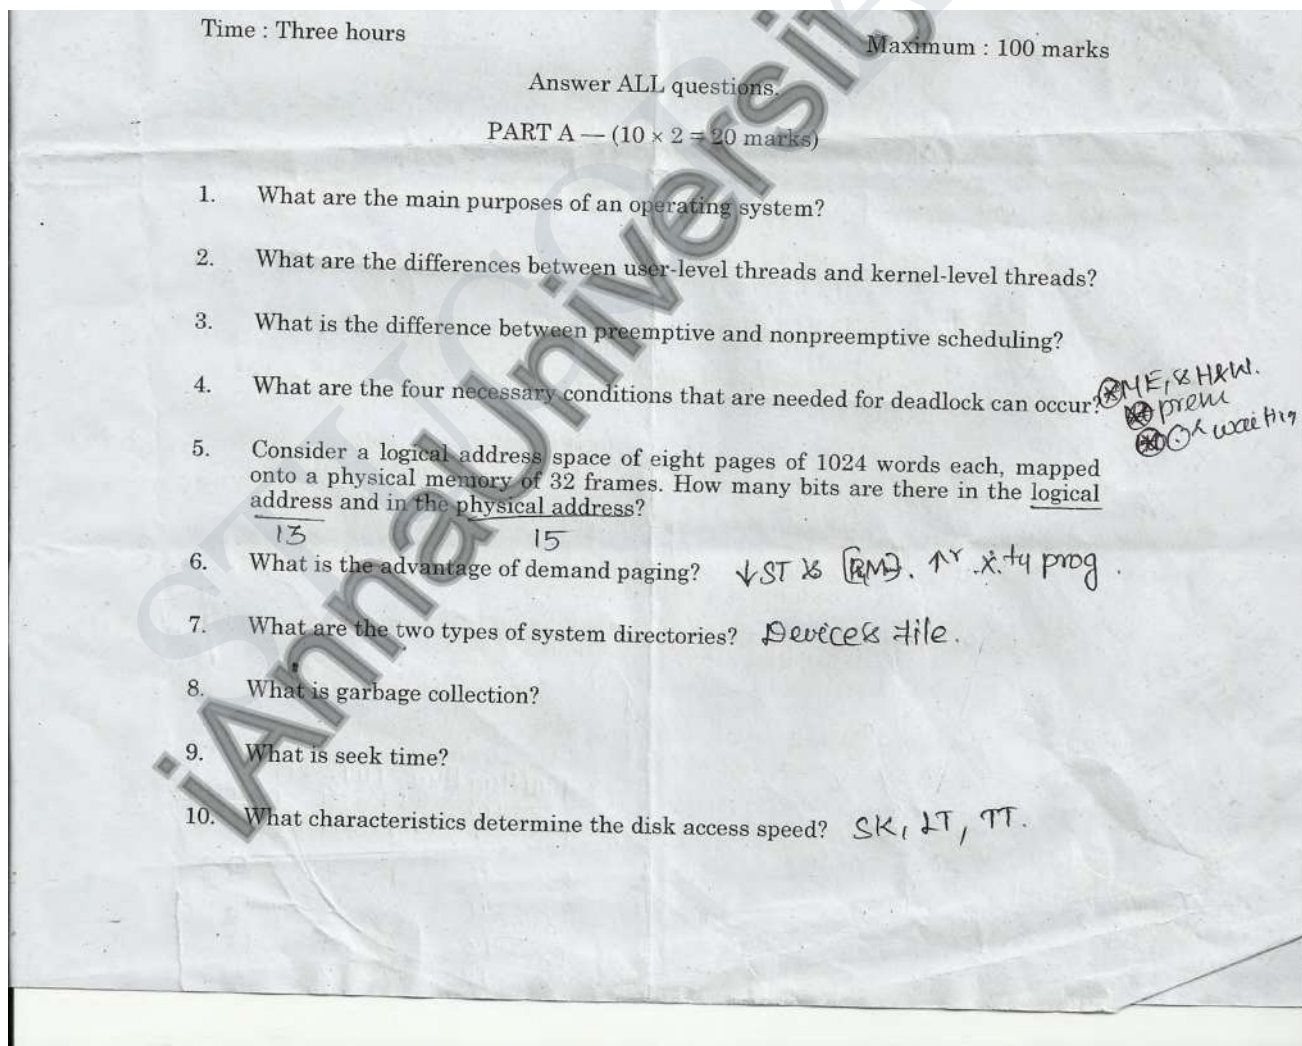 Time : Three hours Maximum : 100 marks
Answer ALL questions.
PART A — (10 × 2 = 20 marks)
1. What are the main purposes of an operating system?
2. What are the differences between user-level threads and kernel-level threads?
3. What is the difference between preemptive and nonpreemptive scheduling?
4. What are the four necessary conditions that are needed for deadlock can occur? ME, & H&W.
prem
waiting
5. Consider a logical address space of eight pages of 1024 words each, mapped
onto a physical memory of 32 frames. How many bits are there in the logical
address and in the physical address?
13 15
6. What is the advantage of demand paging? ↓ST prog.
7. What are the two types of system directories? Device & file.
8. What is garbage collection?
9. What is seek time?
10. What characteristics determine the disk access speed? SK, LT, TT.
iAnnaUniversity